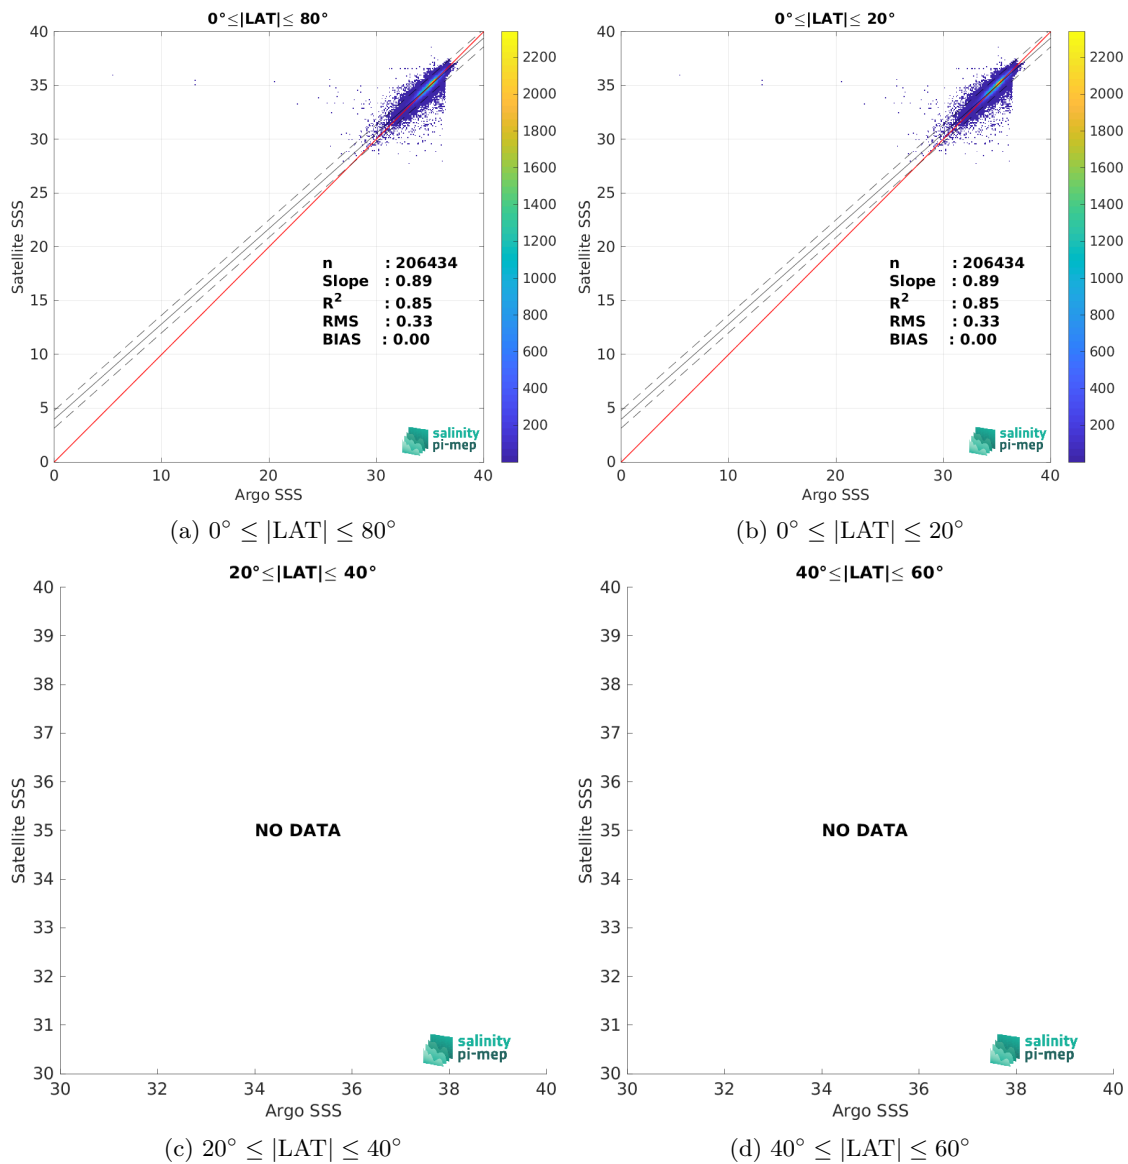 0°≤|LAT|≤ 80°
40
35
30
25
20
15
10
5
0
Satellite SSS
n : 206434
Slope : 0.89
R² : 0.85
RMS : 0.33
BIAS : 0.00
salinity
pi-mep
0 10 20 30 40
Argo SSS
2200
2000
1800
1600
1400
1200
1000
800
600
400
200
(a) 0° ≤ |LAT| ≤ 80°
0°≤|LAT|≤ 20°
40
35
30
25
20
15
10
5
0
Satellite SSS
n : 206434
Slope : 0.89
R² : 0.85
RMS : 0.33
BIAS : 0.00
salinity
pi-mep
0 10 20 30 40
Argo SSS
2200
2000
1800
1600
1400
1200
1000
800
600
400
200
(b) 0° ≤ |LAT| ≤ 20°
20°≤|LAT|≤ 40°
40
39
38
37
36
35
34
33
32
31
30
Satellite SSS
NO DATA
salinity
pi-mep
30 32 34 36 38 40
Argo SSS
(c) 20° ≤ |LAT| ≤ 40°
40°≤|LAT|≤ 60°
40
39
38
37
36
35
34
33
32
31
30
Satellite SSS
NO DATA
salinity
pi-mep
30 32 34 36 38 40
Argo SSS
(d) 40° ≤ |LAT| ≤ 60°